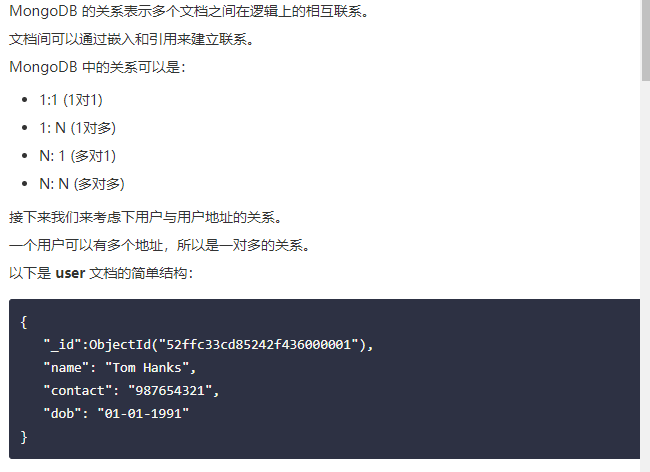 MongoDB 的关系表示多个文档之间在逻辑上的相互联系。
文档间可以通过嵌入和引用来建立联系。
MongoDB 中的关系可以是：
1:1 (1对1)
1: N (1对多)
N: 1 (多对1)
N: N (多对多)
接下来我们来考虑下用户与用户地址的关系。
一个用户可以有多个地址，所以是一对多的关系。
以下是 user 文档的简单结构：
{
"_id":ObjectId("52ffc33cd85242f436000001"),
"name": "Tom Hanks",
"contact": "987654321",
"dob": "01-01-1991"
}